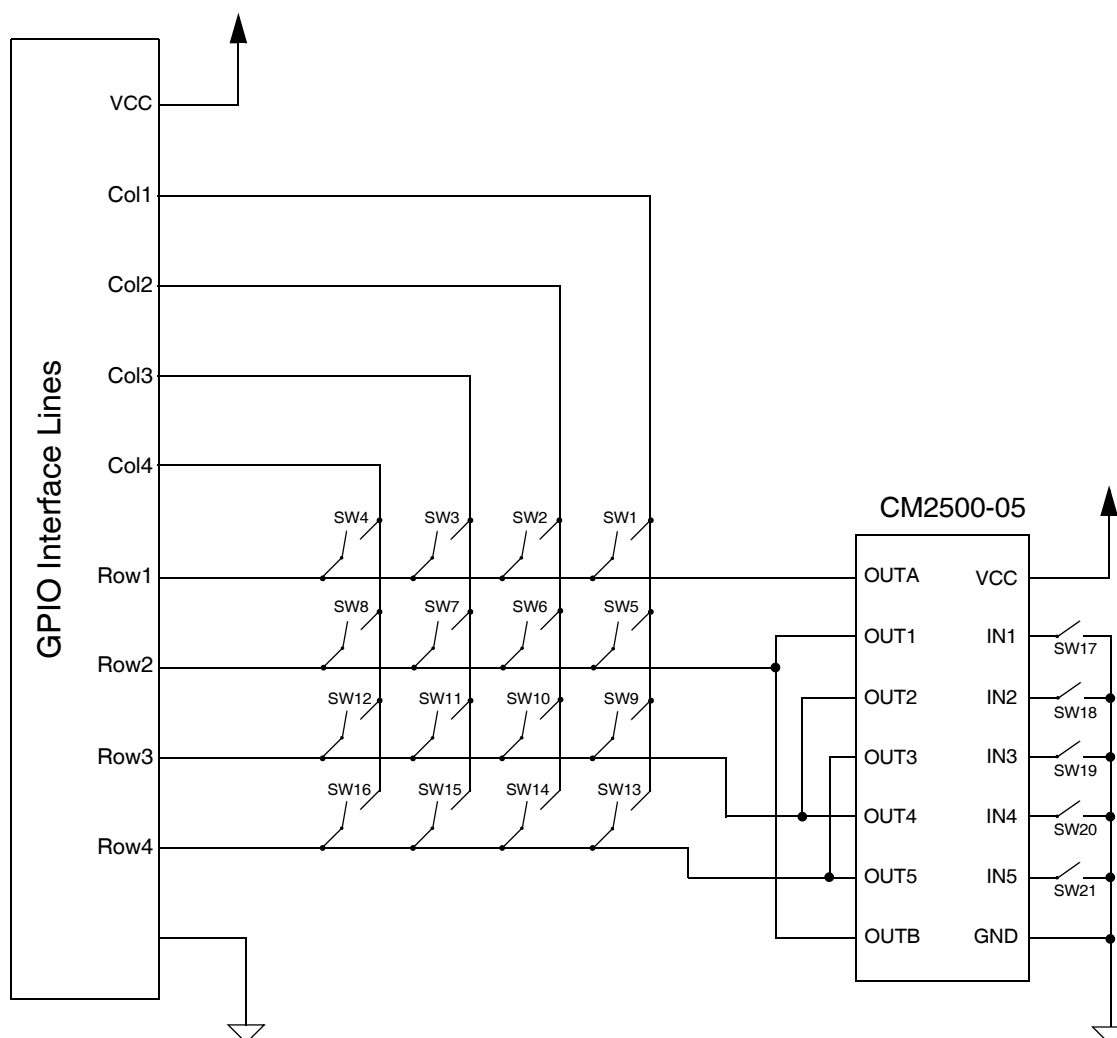 VCC
Col1
Col2
Col3
Col4
GPIO Interface Lines
CM2500-05
SW4 SW3 SW2 SW1
Row1 OUTA VCC
SW8 SW7 SW6 SW5
OUT1 IN1 SW17
Row2
SW12 SW11 SW10 SW9
OUT2 IN2 SW18
Row3 OUT3 IN3 SW19
SW16 SW15 SW14 SW13
OUT4 IN4 SW20
Row4
OUT5 IN5 SW21
OUTB GND